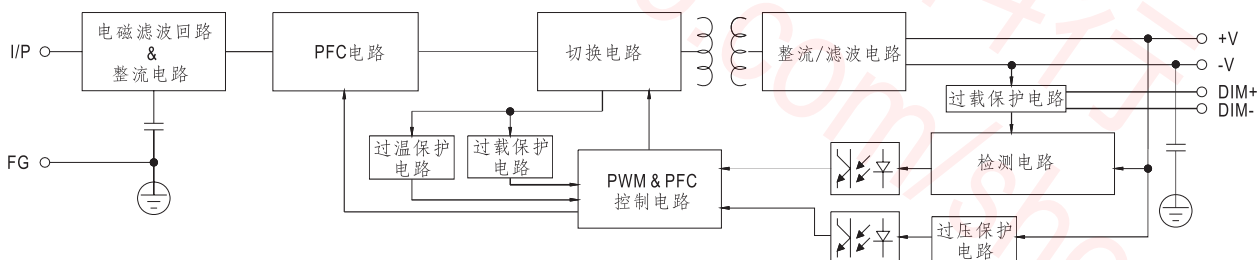 I/P
电磁滤波回路
&
整流电路
PFC电路
切换电路
整流/滤波电路
+V
-V
DIM+
DIM-
过载保护电路
FG
过温保护
电路
过载保护
电路
PWM & PFC
控制电路
检测电路
过压保护
电路